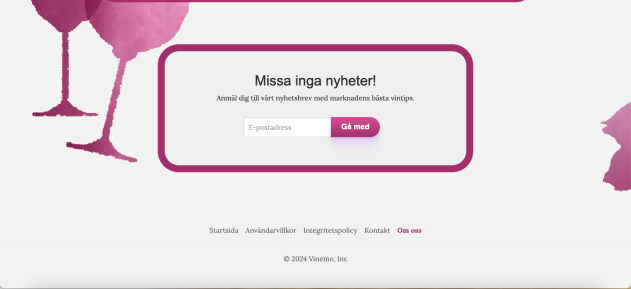 Missa inga nyheter!
Anmäl dig till vårt nyhetsbrev med marknadens bästa vintips.
E-postadress Gå med
Startsida Användarvillkor Integritetspolicy Kontakt Om oss
© 2024 Vinemo, Inc